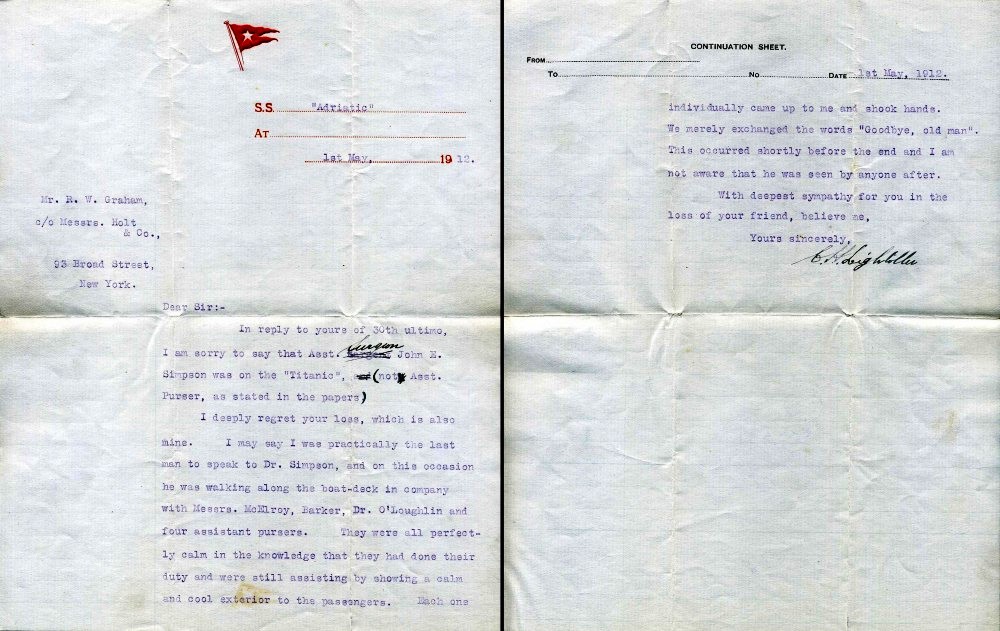 S.S. "Adriatic"
AT
1st May, 1912.
Mr. R. W. Graham,
c/o Messrs. Holt
& Co.,
93 Broad Street,
New York.
Dear Sir:-
In reply to yours of 30th ultimo,
I am sorry to say that Asst. Surgeon John E.
Simpson was on the "Titanic", (not Asst.
Purser, as stated in the papers)
I deeply regret your loss, which is also
mine. I may say I was practically the last
man to speak to Dr. Simpson, and on this occasion
he was walking along the boat-deck in company
with Messrs. McElroy, Barker, Dr. O'Loughlin and
four assistant pursers. They were all perfect-
ly calm in the knowledge that they had done their
duty and were still assisting by showing a calm
and cool exterior to the passengers. Each one
CONTINUATION SHEET.
FROM
TO NO DATE 1st May, 1912.
individually came up to me and shook hands.
We merely exchanged the words "Goodbye, old man".
This occurred shortly before the end and I am
not aware that he was seen by anyone after.
With deepest sympathy for you in the
loss of your friend, believe me,
Yours sincerely,
C. H. Lightoller